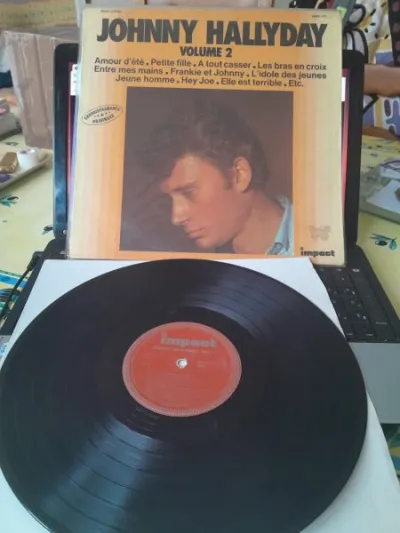 JOHNNY HALLYDAY
VOLUME 2
Amour d'été . Petite fille . A tout casser . Les bras en croix
Entre mes mains . Frankie et Johnny . L'idole des jeunes
Jeune homme . Hey Joe . Elle est terrible . Etc.
impact
impact